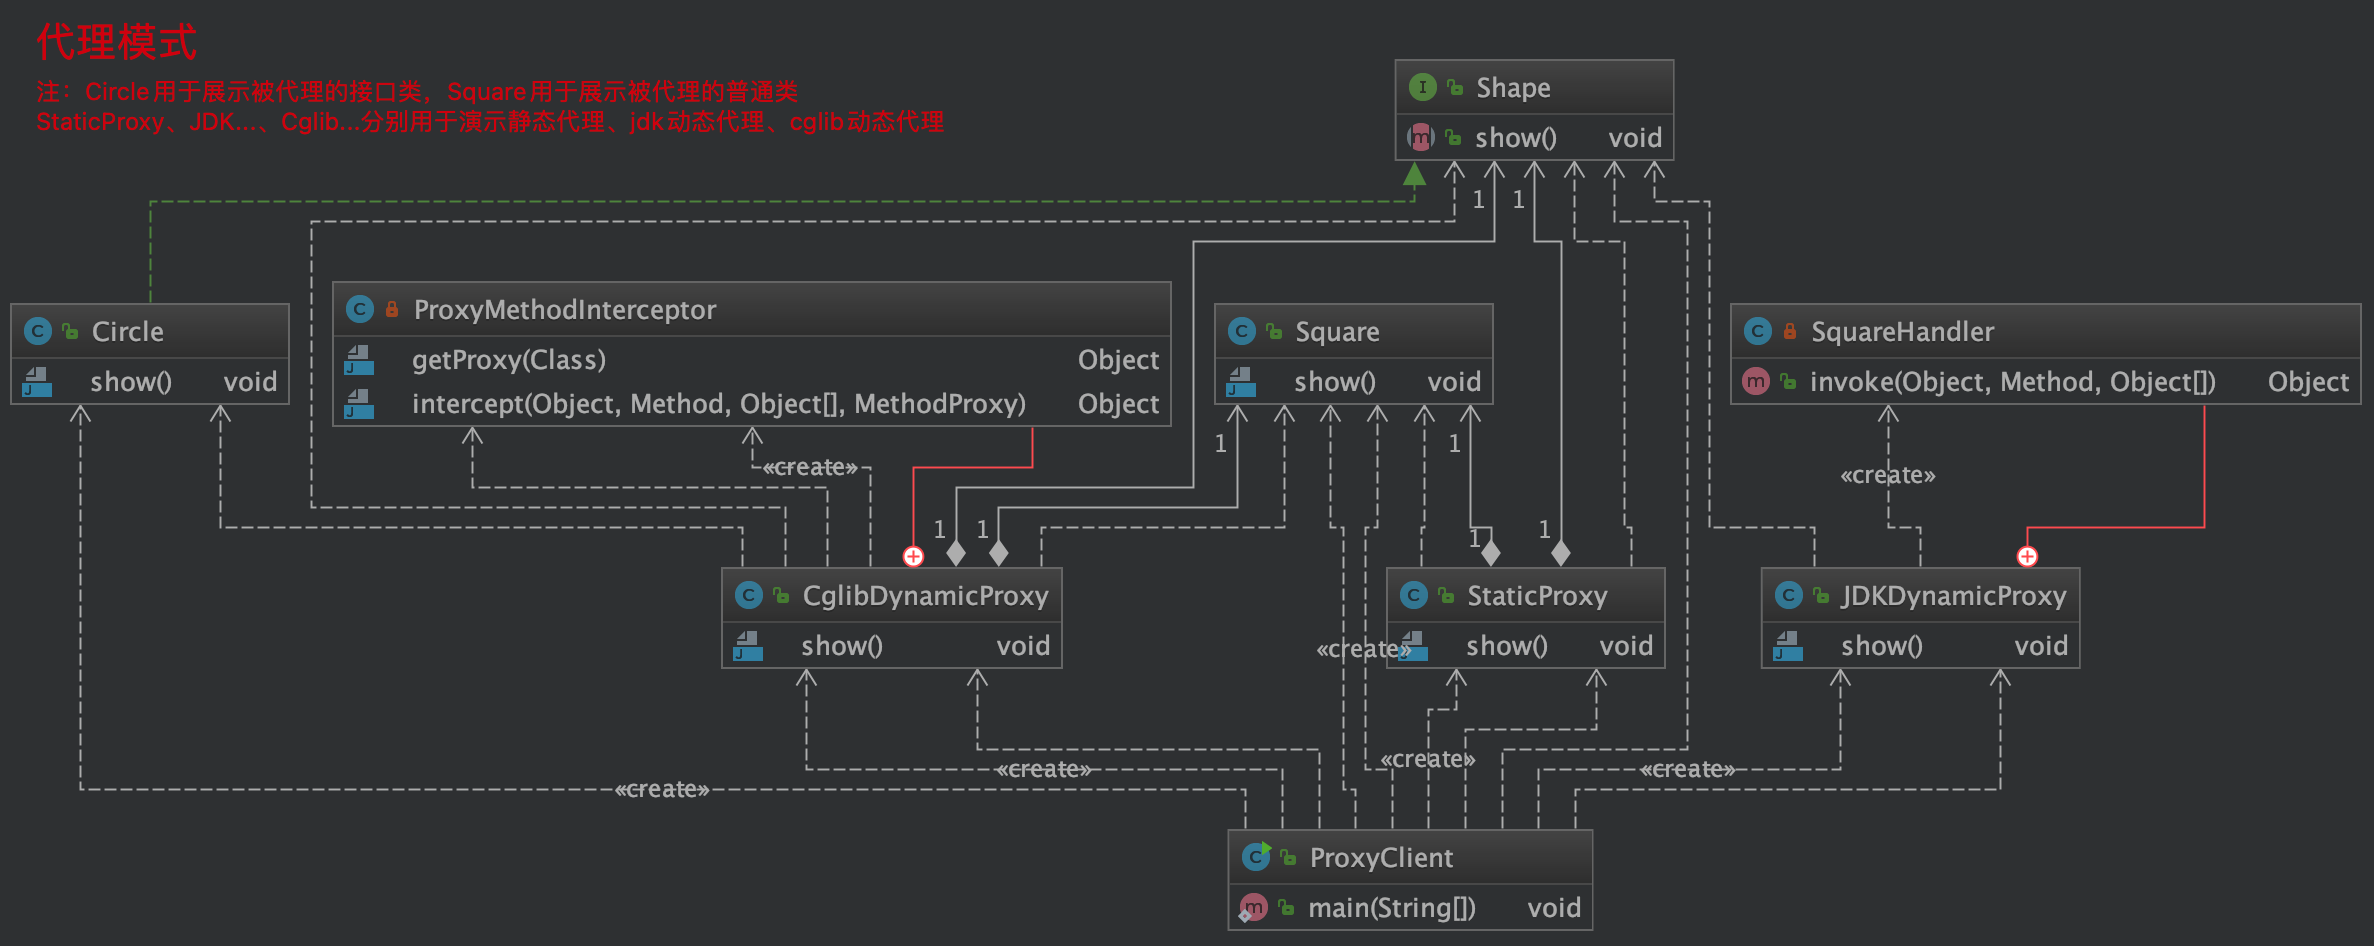 代理模式
注：Circle用于展示被代理的接口类，Square用于展示被代理的普通类
StaticProxy、JDK...、Cglib...分别用于演示静态代理、jdk动态代理、cglib动态代理
I Shape
m show() void
1 1
C ProxyMethodInterceptor
J getProxy(Class) Object
J intercept(Object, Method, Object[], MethodProxy) Object
C Circle
J show() void
C Square
J show() void
C SquareHandler
m invoke(Object, Method, Object[]) Object
1 1
«create»
«create»
1 1 1 1
C CglibDynamicProxy
J show() void
C StaticProxy
J show() void
C JDKDynamicProxy
J show() void
«create»
«create»
«create»
«create»
«create»
C ProxyClient
m main(String[]) void